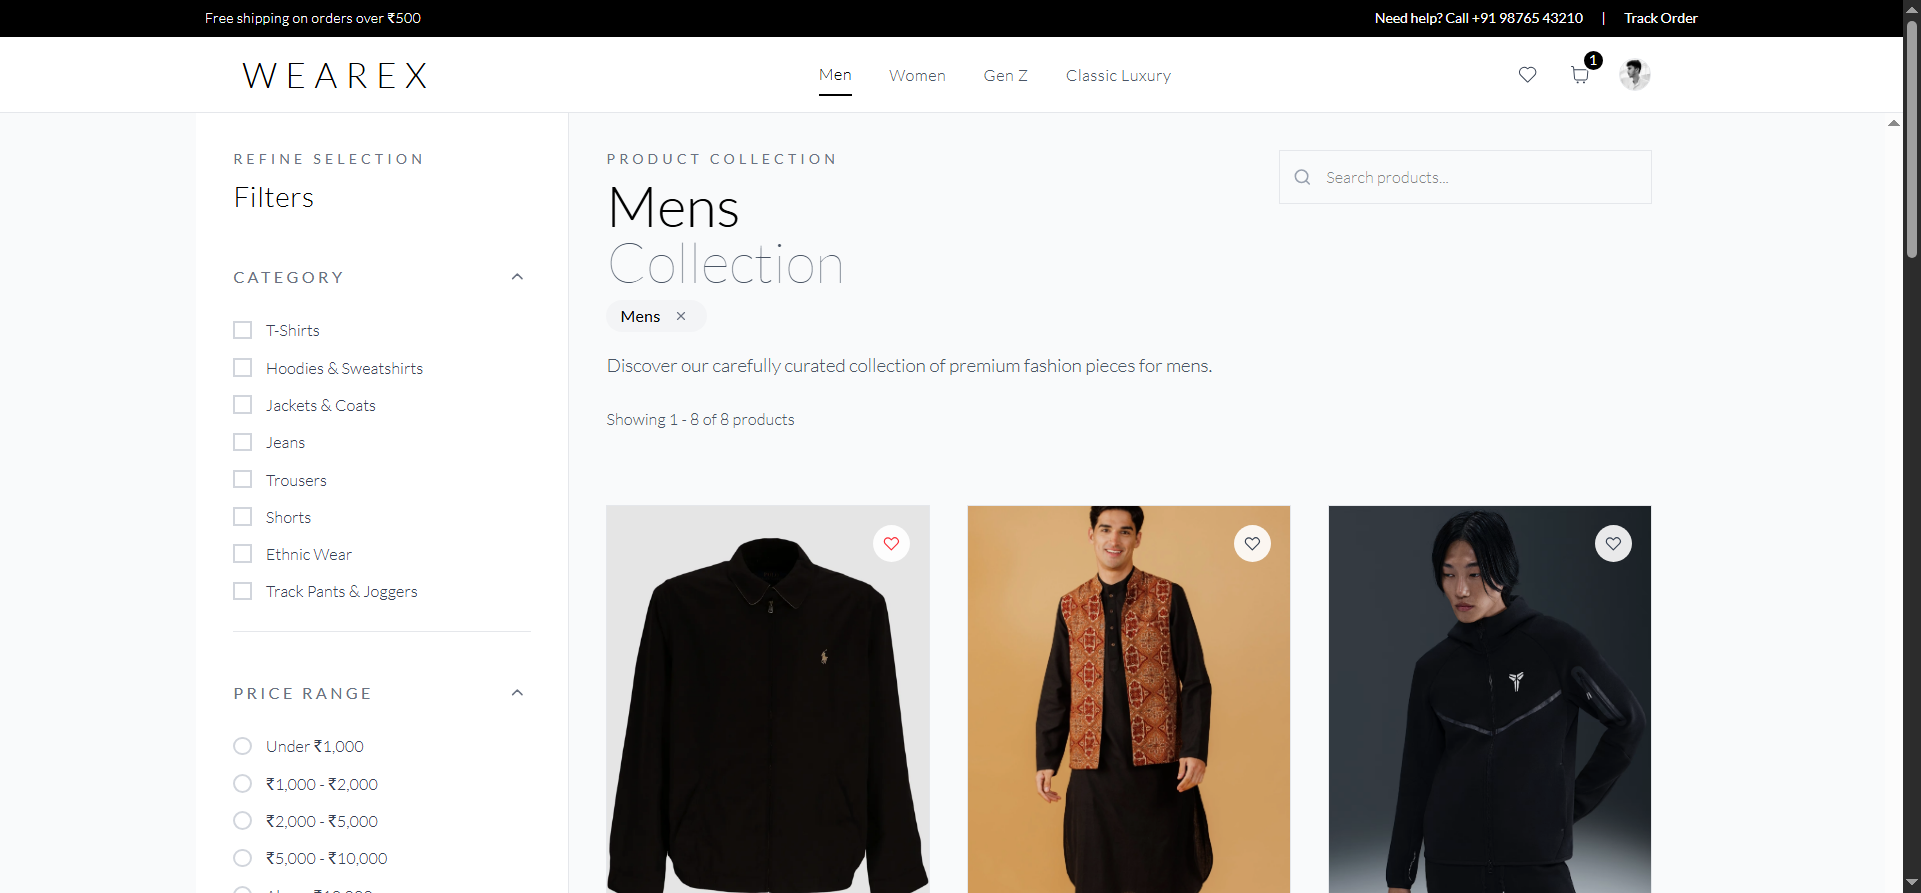 Free shipping on orders over ₹500
Need help? Call +91 98765 43210 | Track Order
WEAREX
Men
Women
Gen Z
Classic Luxury
1
REFINE SELECTION
Filters
CATEGORY
T-Shirts
Hoodies & Sweatshirts
Jackets & Coats
Jeans
Trousers
Shorts
Ethnic Wear
Track Pants & Joggers
PRICE RANGE
Under ₹1,000
₹1,000 - ₹2,000
₹2,000 - ₹5,000
₹5,000 - ₹10,000
PRODUCT COLLECTION
Mens
Collection
Mens
Discover our carefully curated collection of premium fashion pieces for mens.
Showing 1 - 8 of 8 products
Search products...